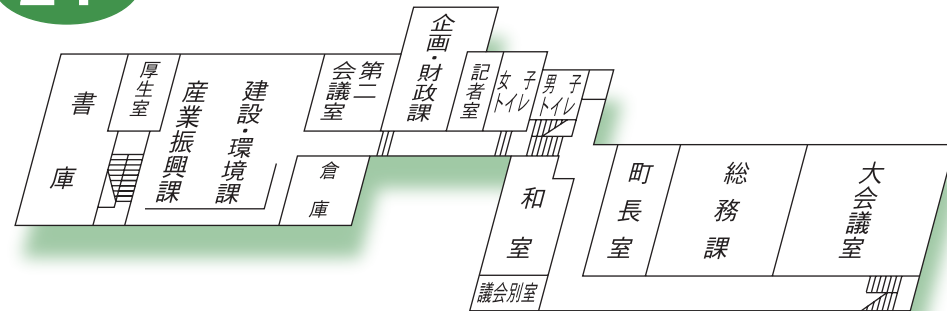 書庫
厚生室
産業振興課
建設・環境課
第二
会議室
倉庫
企画・財政課
記者室
女子
トイレ
男子
トイレ
和室
議会別室
町長室
総務課
大会議室